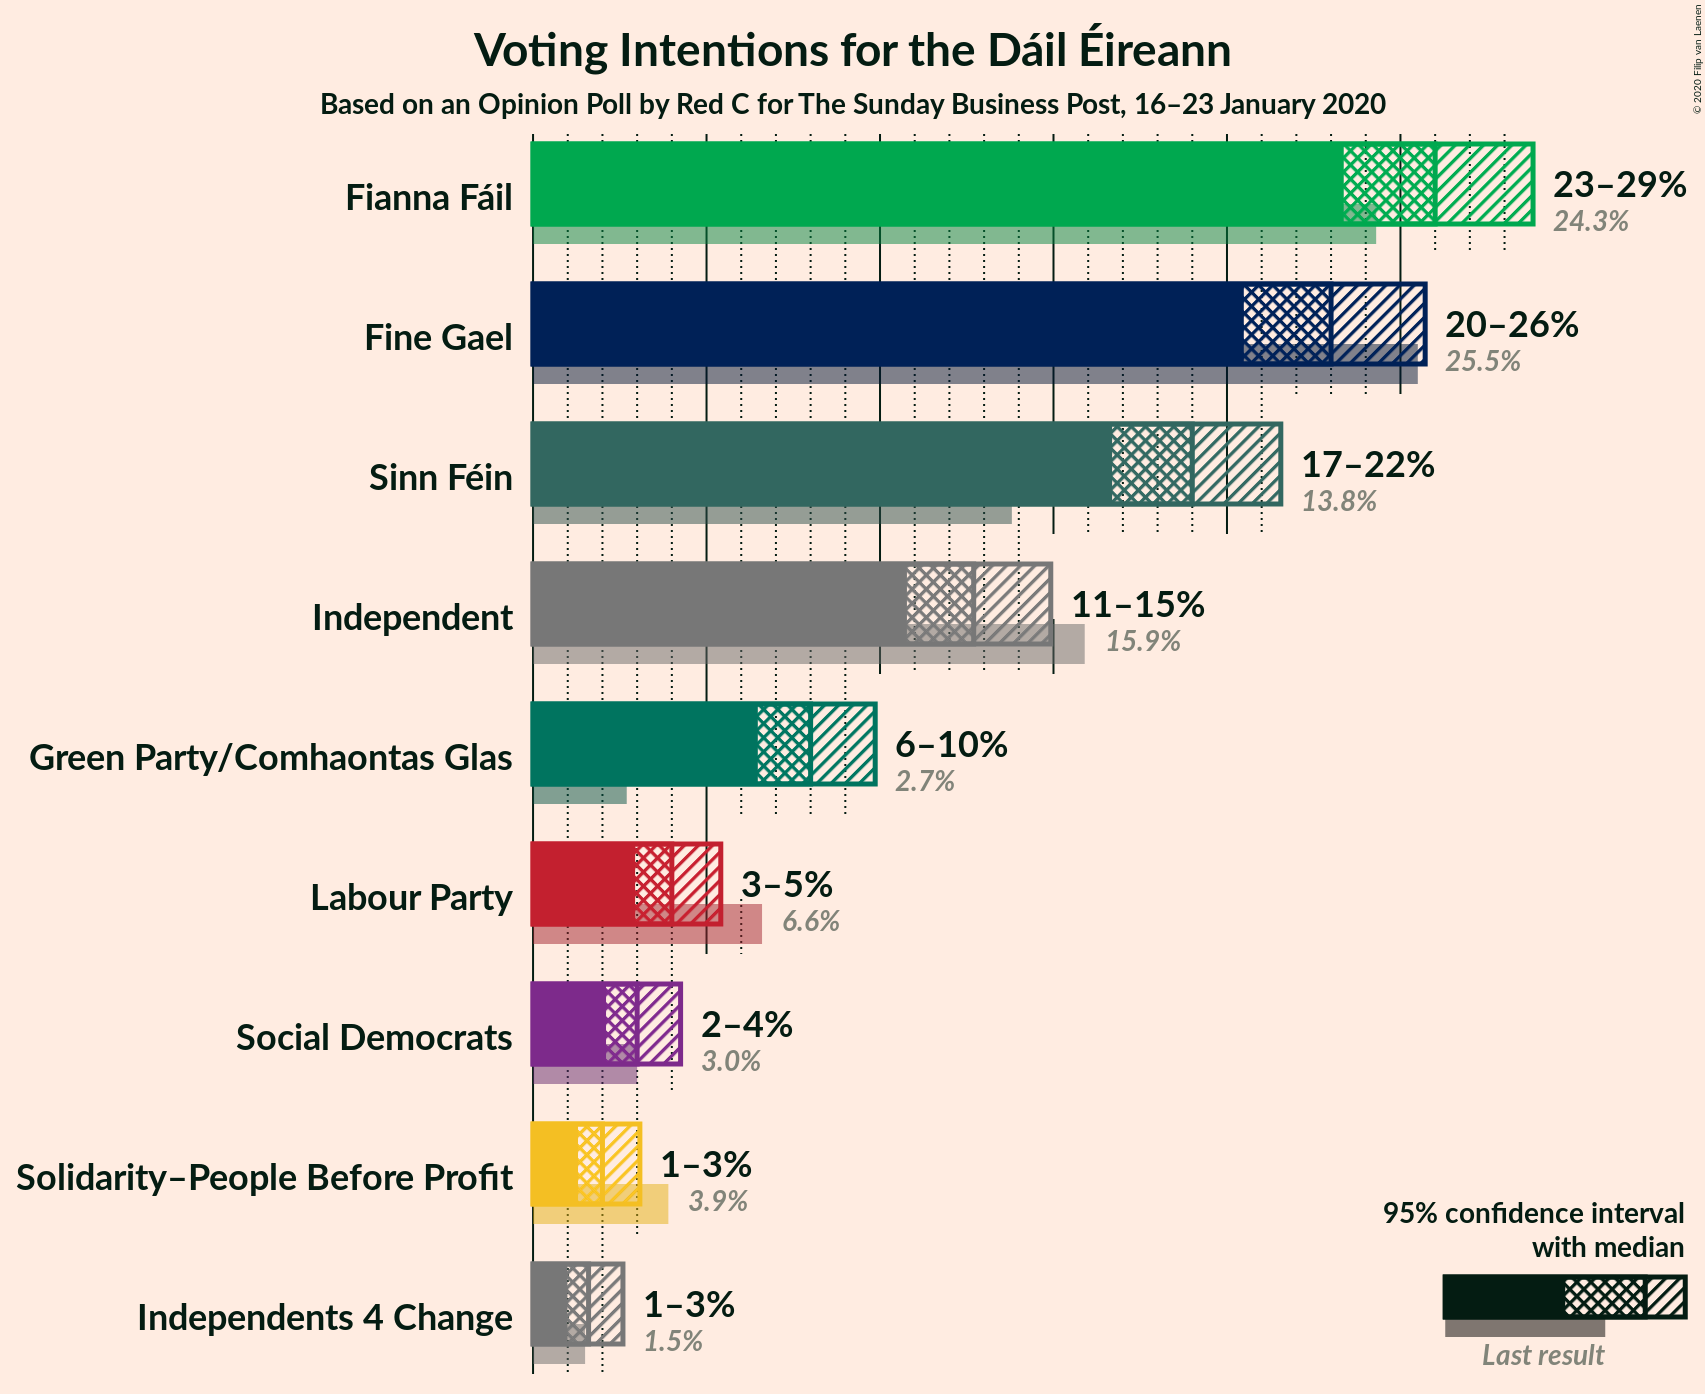 Voting Intentions for the Dáil Éireann
Based on an Opinion Poll by Red C for The Sunday Business Post, 16–23 January 2020
© 2020 Filip van Laenen
Fianna Fáil
23–29%
24.3%
Fine Gael
20–26%
25.5%
Sinn Féin
17–22%
13.8%
Independent
11–15%
15.9%
Green Party/Comhaontas Glas
6–10%
2.7%
Labour Party
3–5%
6.6%
Social Democrats
2–4%
3.0%
Solidarity–People Before Profit
1–3%
3.9%
Independents 4 Change
1–3%
1.5%
95% confidence interval
with median
Last result